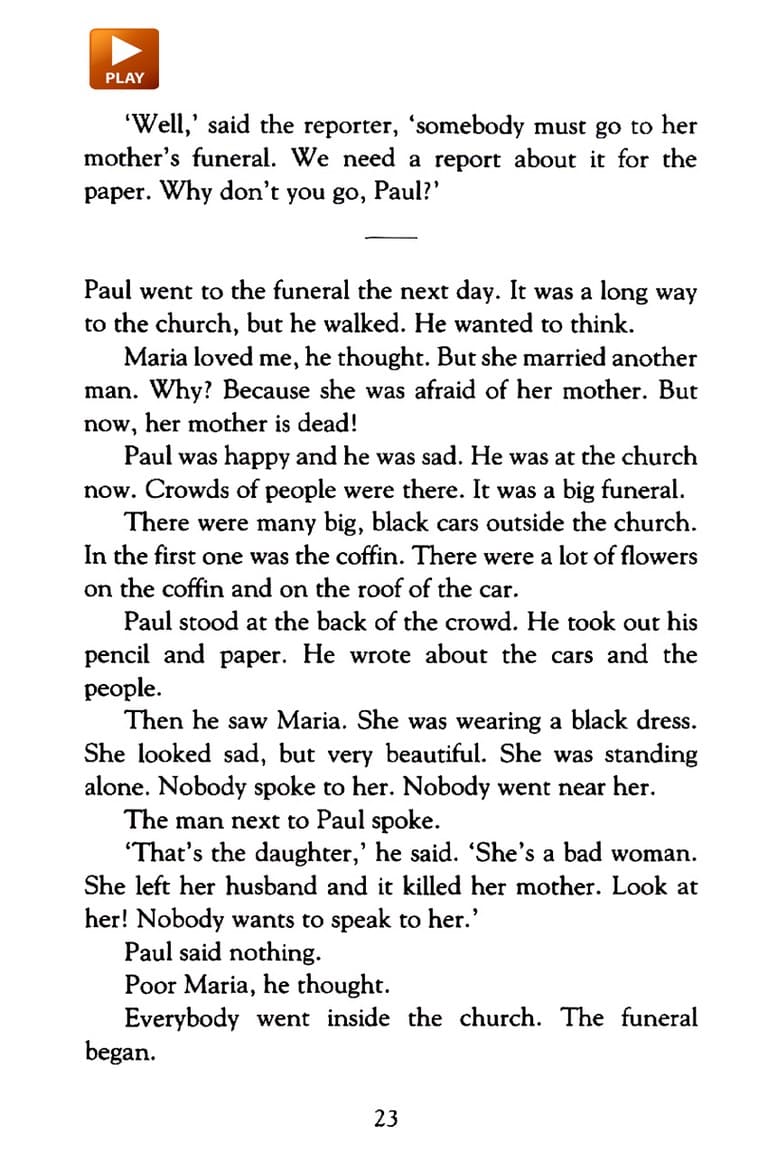 PLAY
‘Well,’ said the reporter, ‘somebody must go to her
mother’s funeral. We need a report about it for the
paper. Why don’t you go, Paul?’
Paul went to the funeral the next day. It was a long way
to the church, but he walked. He wanted to think.
Maria loved me, he thought. But she married another
man. Why? Because she was afraid of her mother. But
now, her mother is dead!
Paul was happy and he was sad. He was at the church
now. Crowds of people were there. It was a big funeral.
There were many big, black cars outside the church.
In the first one was the coffin. There were a lot of flowers
on the coffin and on the roof of the car.
Paul stood at the back of the crowd. He took out his
pencil and paper. He wrote about the cars and the
people.
Then he saw Maria. She was wearing a black dress.
She looked sad, but very beautiful. She was standing
alone. Nobody spoke to her. Nobody went near her.
The man next to Paul spoke.
‘That’s the daughter,’ he said. ‘She’s a bad woman.
She left her husband and it killed her mother. Look at
her! Nobody wants to speak to her.’
Paul said nothing.
Poor Maria, he thought.
Everybody went inside the church. The funeral
began.
23